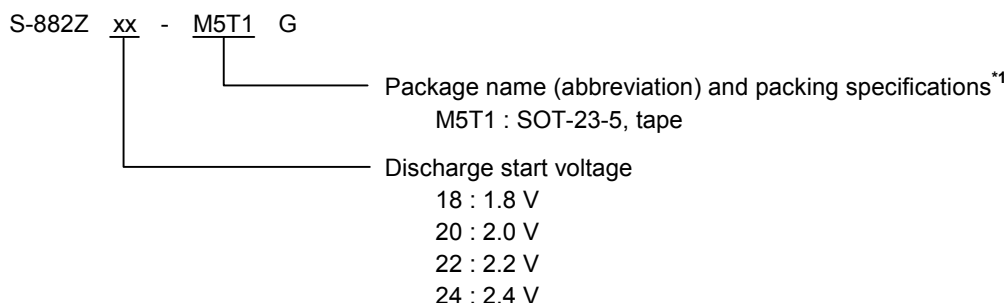 S-882Z xx - M5T1 G
Package name (abbreviation) and packing specifications*1
M5T1 : SOT-23-5, tape
Discharge start voltage
18 : 1.8 V
20 : 2.0 V
22 : 2.2 V
24 : 2.4 V